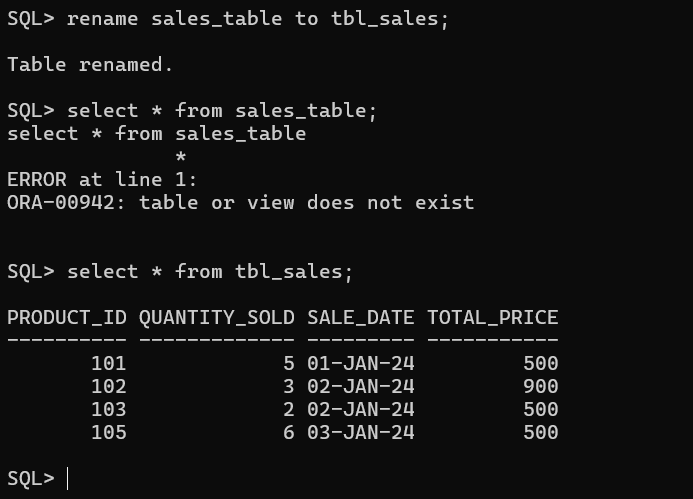 SQL> rename sales_table to tbl_sales;
Table renamed.
SQL> select * from sales_table;
select * from sales_table
*
ERROR at line 1:
ORA-00942: table or view does not exist
SQL> select * from tbl_sales;
PRODUCT_ID QUANTITY_SOLD SALE_DATE TOTAL_PRICE
---------- ------------- --------- -----------
101 5 01-JAN-24 500
102 3 02-JAN-24 900
103 2 02-JAN-24 500
105 6 03-JAN-24 500
SQL>